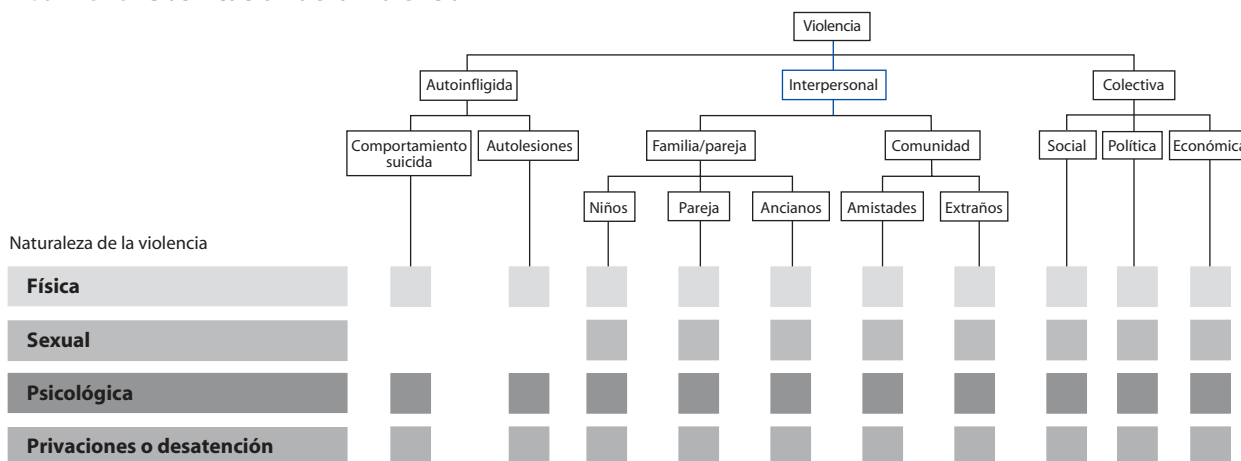 Violencia
Autoinfligida
Interpersonal
Colectiva
Comportamiento
suicida
Autolesiones
Familia/pareja
Comunidad
Social
Política
Económica
Niños
Pareja
Ancianos
Amistades
Extraños
Naturaleza de la violencia
Física
Sexual
Psicológica
Privaciones o desatención